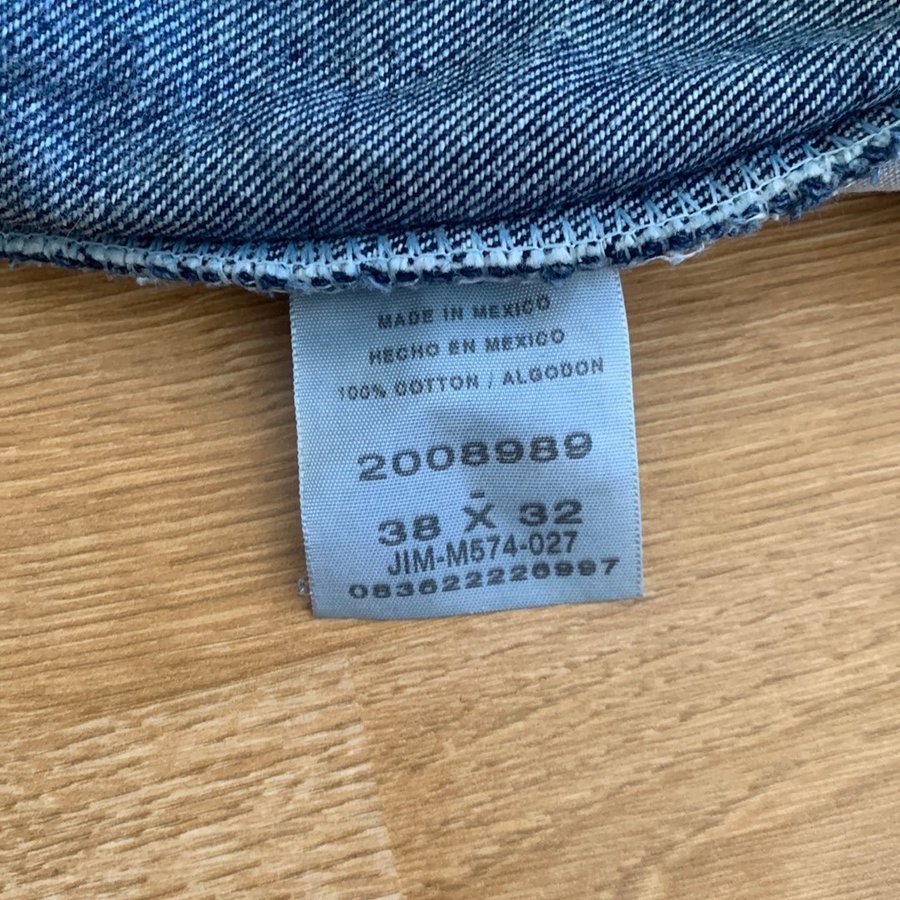 MADE IN MEXICO
HECHO EN MEXICO
100% COTTON / ALGODON
2008989
-
38 X 32
JIM-M574-027
083622226997